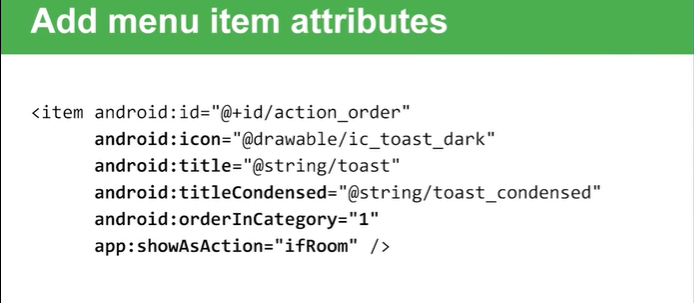 Add menu item attributes
<item android:id="@+id/action_order"
android:icon="@drawable/ic_toast_dark"
android:title="@string/toast"
android:titleCondensed="@string/toast_condensed"
android:orderInCategory="1"
app:showAsAction="ifRoom" />